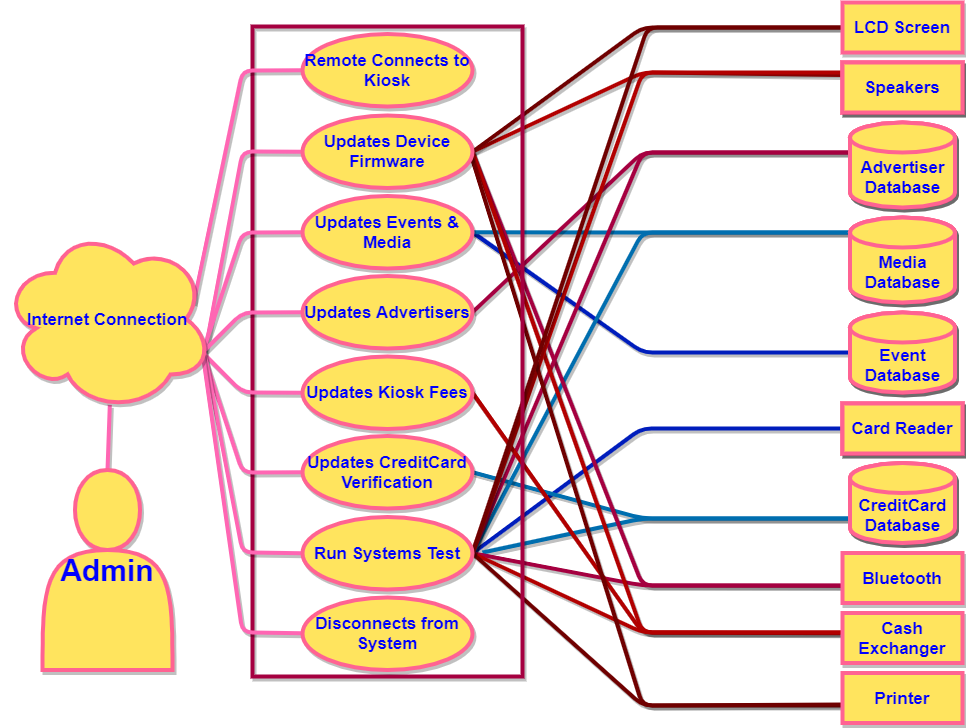 Internet Connection
Admin
Remote Connects to
Kiosk
Updates Device
Firmware
Updates Events &
Media
Updates Advertisers
Updates Kiosk Fees
Updates CreditCard
Verification
Run Systems Test
Disconnects from
System
LCD Screen
Speakers
Advertiser
Database
Media
Database
Event
Database
Card Reader
CreditCard
Database
Bluetooth
Cash
Exchanger
Printer